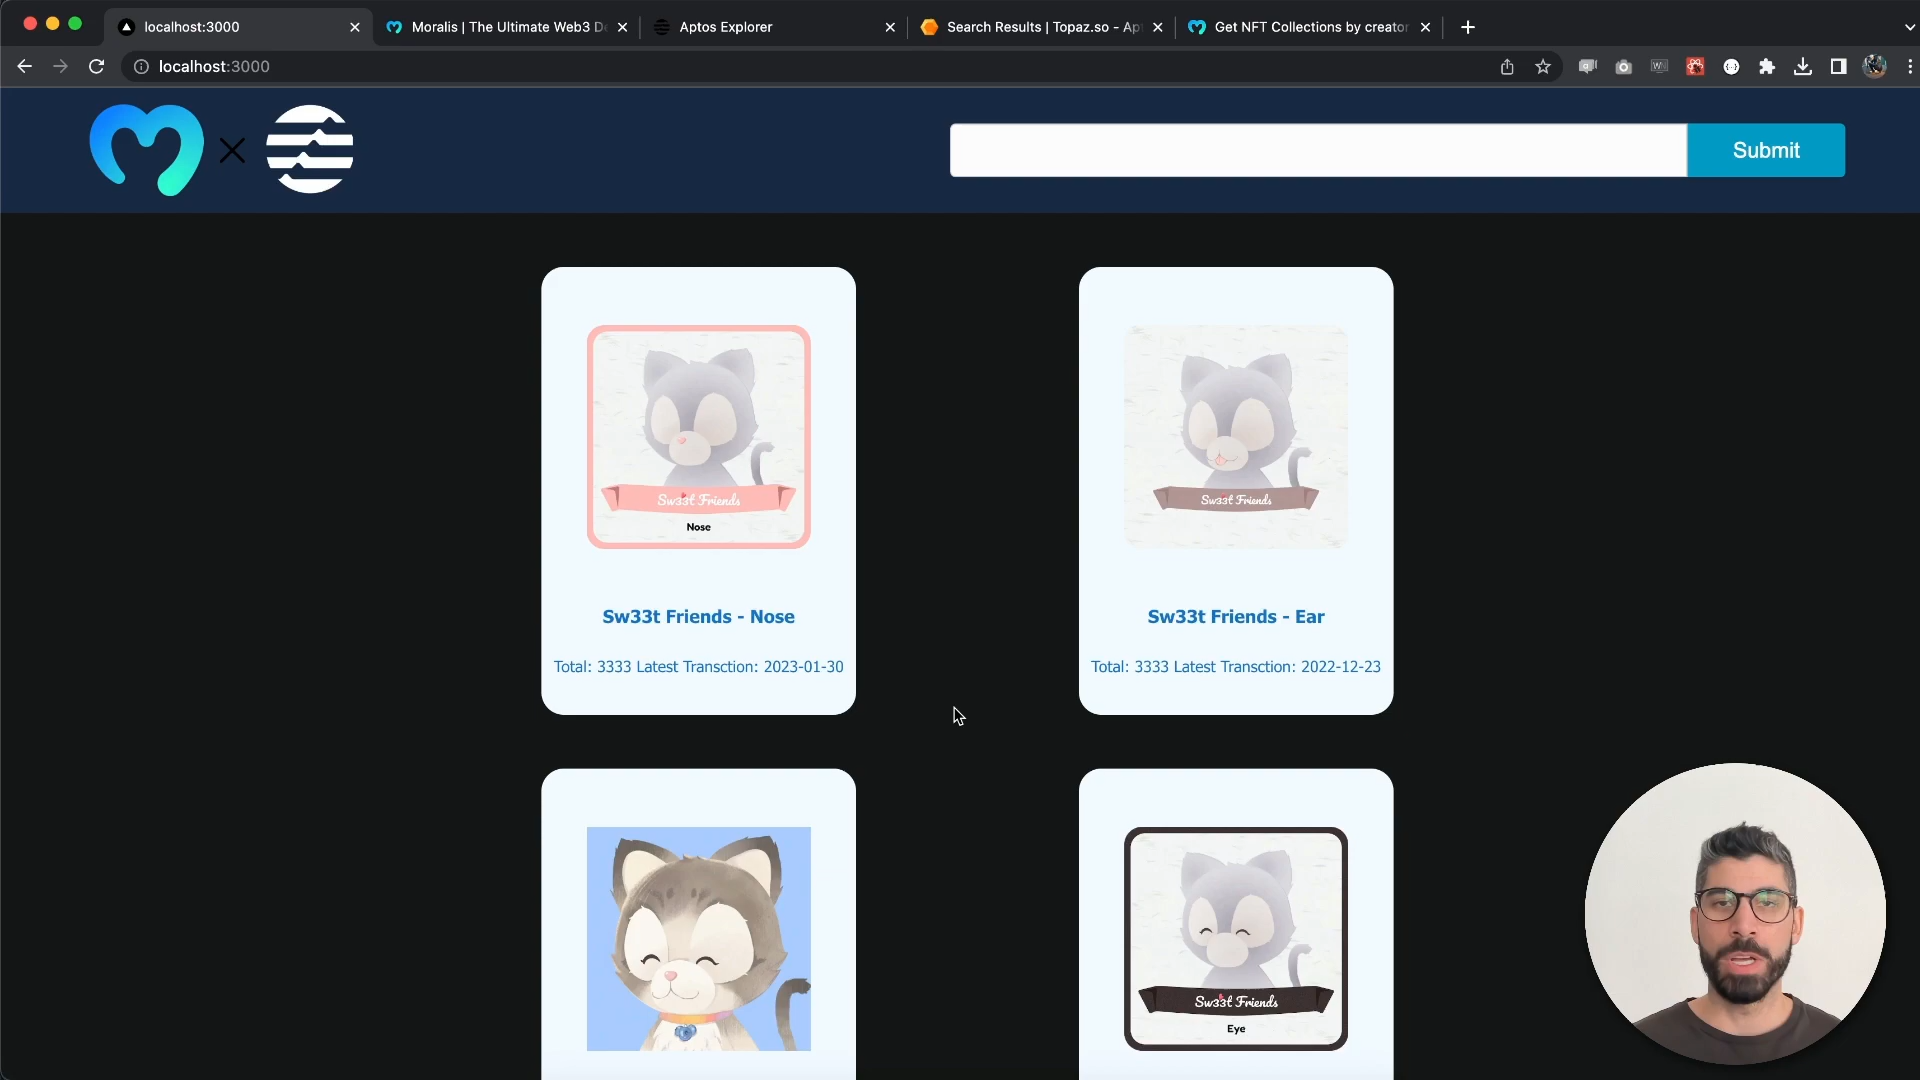 localhost:3000
Moralis | The Ultimate Web3 De
Aptos Explorer
Search Results | Topaz.so - Ap
Get NFT Collections by creator
localhost:3000
Submit
Sw33t Friends
Nose
Sw33t Friends
Sw33t Friends - Nose
Sw33t Friends - Ear
Total: 3333 Latest Transction: 2023-01-30
Total: 3333 Latest Transction: 2022-12-23
Sw33t Friends
Eye